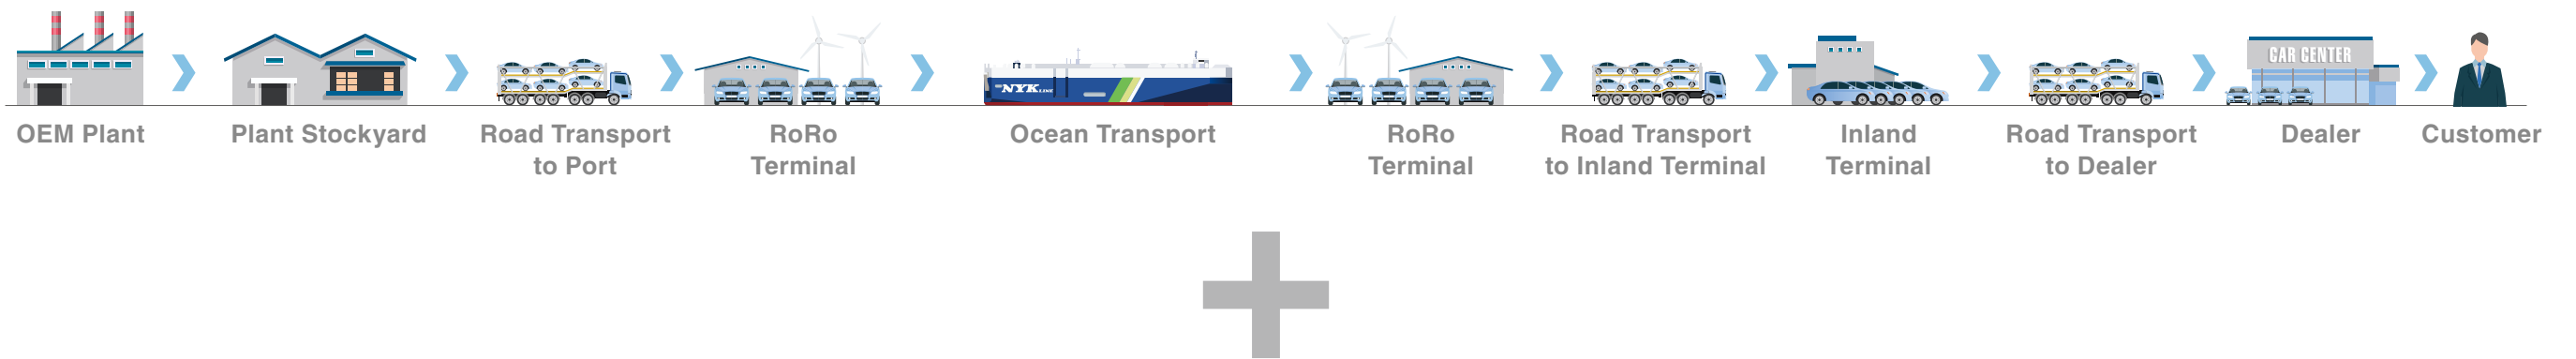 NYK LINE
CAR CENTER
OEM Plant
Plant Stockyard
Road Transport
to Port
RoRo
Terminal
Ocean Transport
RoRo
Terminal
Road Transport
to Inland Terminal
Inland
Terminal
Road Transport
to Dealer
Dealer
Customer